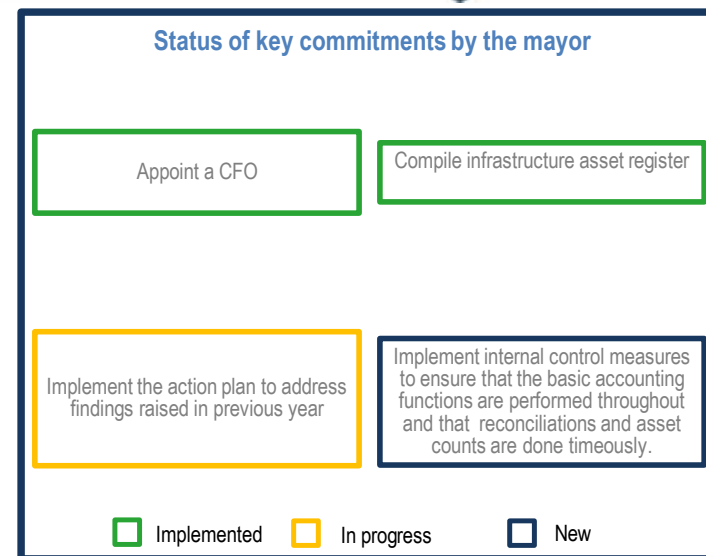 Status of key commitments by the mayor
Appoint a CFO
Compile infrastructure asset register
Implement the action plan to address
findings raised in previous year
Implement internal control measures
to ensure that the basic accounting
functions are performed throughout
and that reconciliations and asset
counts are done timeously.
Implemented
In progress
New